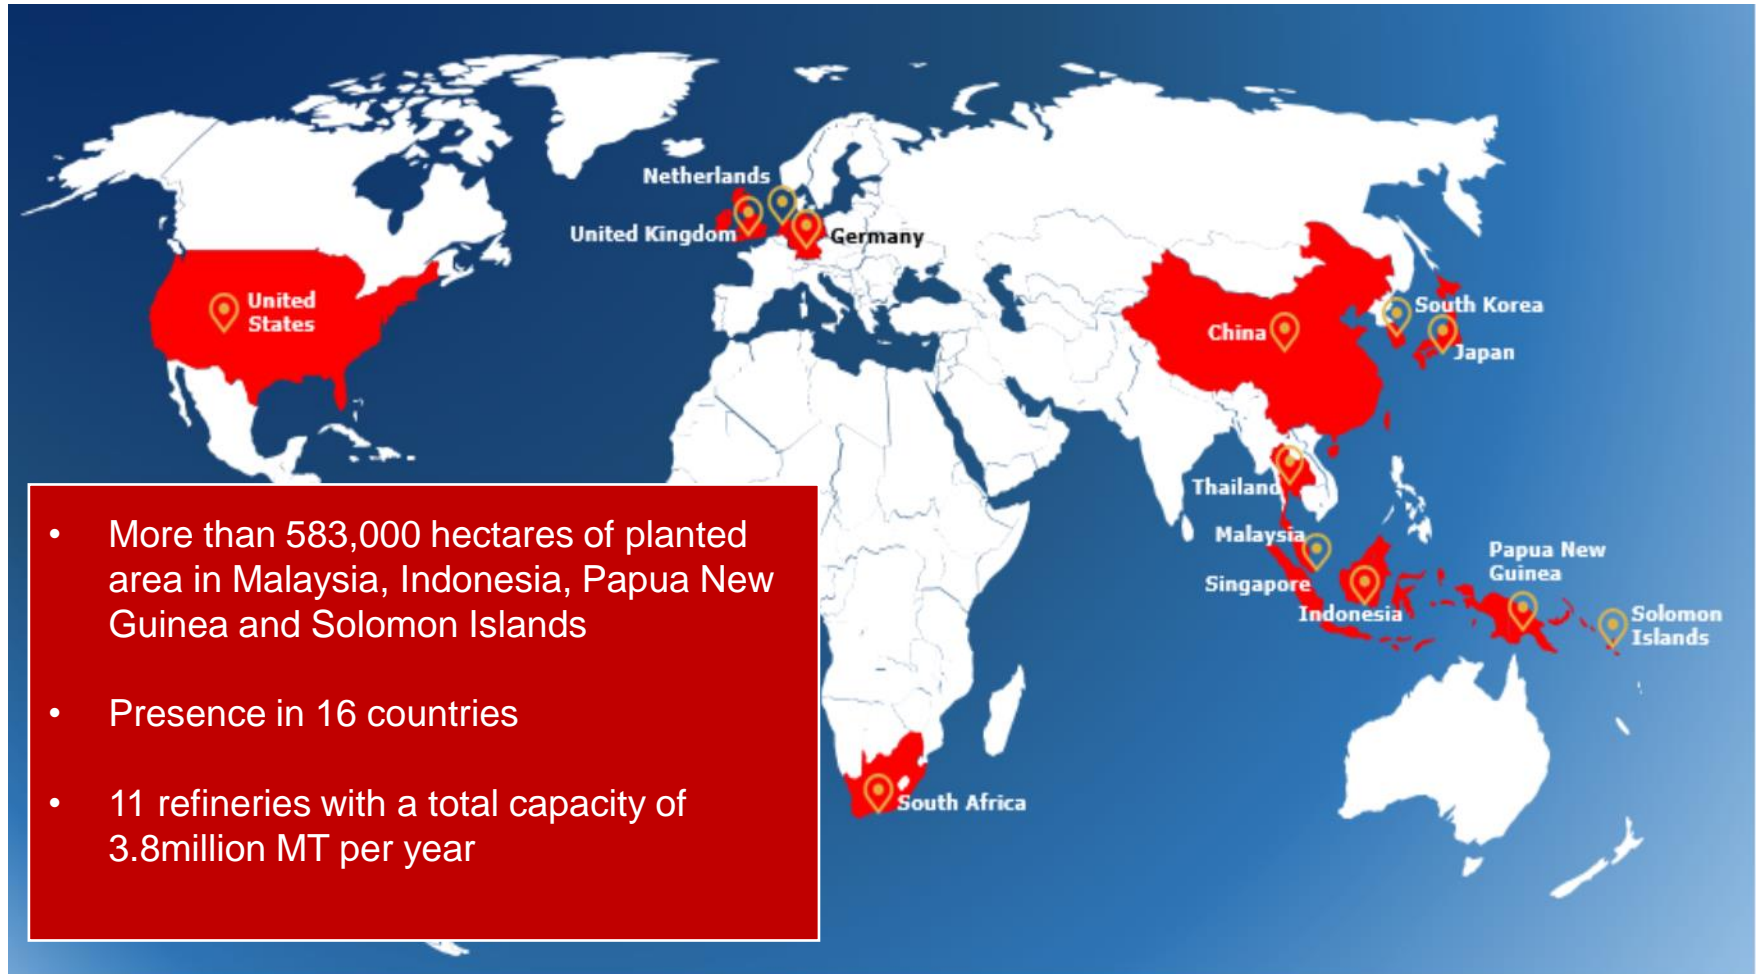 Netherlands
United Kingdom
Germany
United
States
South Korea
China
Japan
Thailand
Malaysia
Singapore
Indonesia
Papua New
Guinea
Solomon
Islands
South Africa
• More than 583,000 hectares of planted
area in Malaysia, Indonesia, Papua New
Guinea and Solomon Islands
• Presence in 16 countries
• 11 refineries with a total capacity of
3.8million MT per year